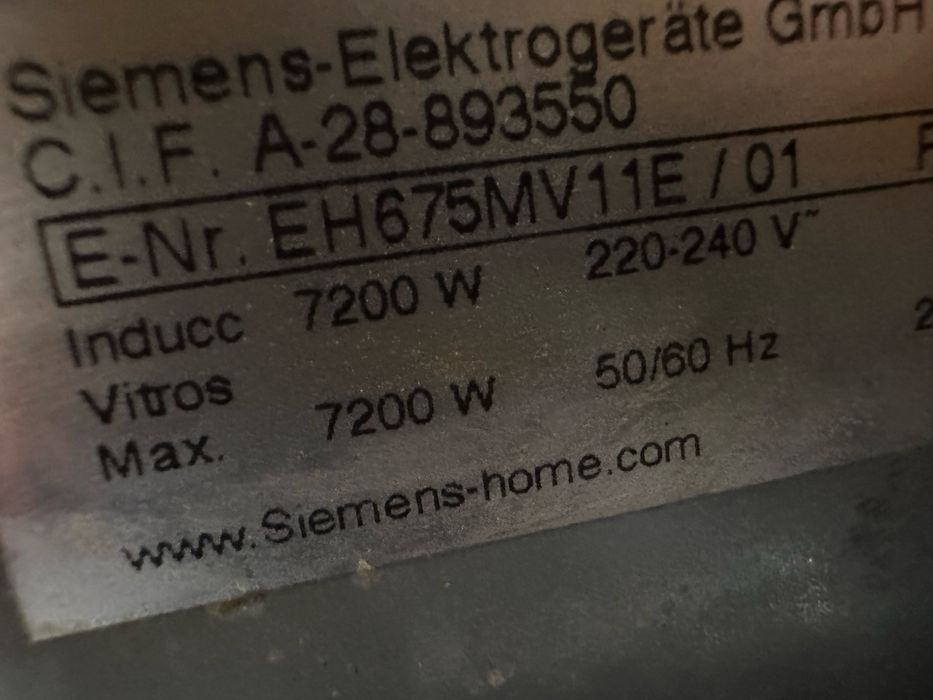 Siemens-Elektrogeräte GmbH
C.I.F. A-28-893550
E-Nr. EH675MV11E / 01
Inducc 7200 W 220-240 V~
Vitros
Max. 7200 W 50/60 Hz
www.Siemens-home.com